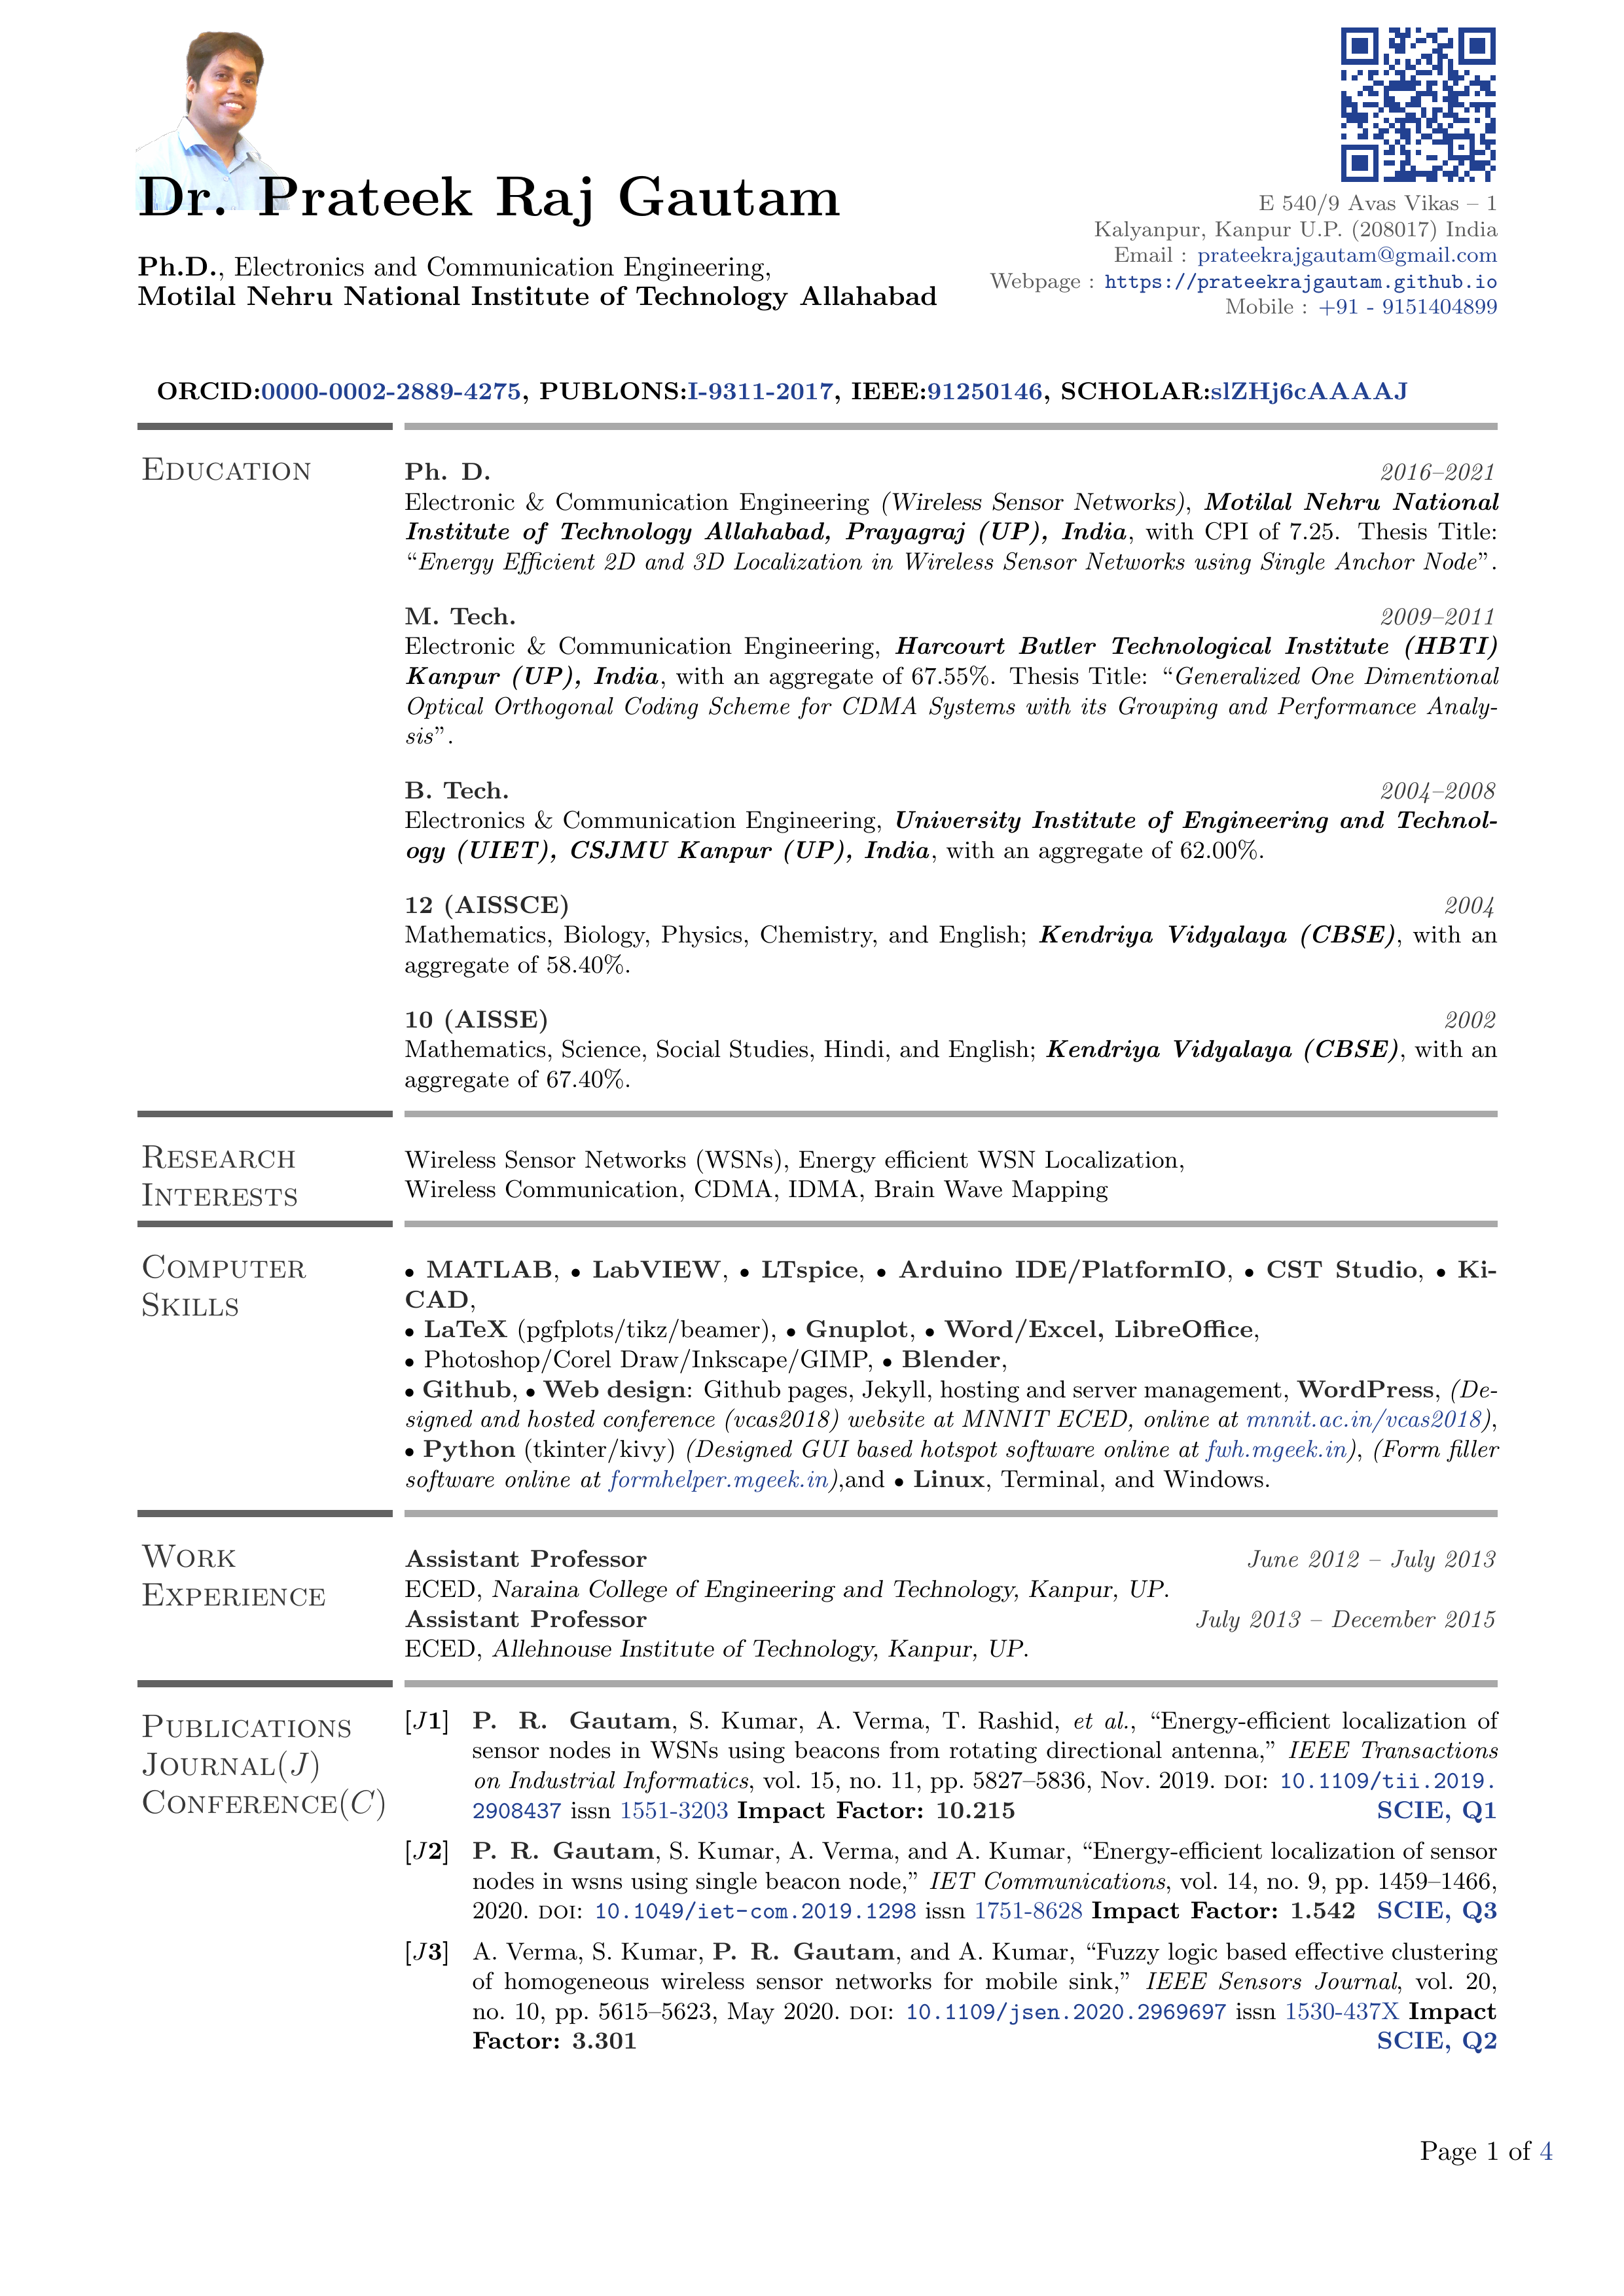 Dr. Prateek Raj Gautam
Ph.D., Electronics and Communication Engineering,
Motilal Nehru National Institute of Technology Allahabad
E 540/9 Avas Vikas – 1
Kalyanpur, Kanpur U.P. (208017) India
Email : prateekrajgautam@gmail.com
Webpage : https://prateekrajgautam.github.io
Mobile : +91 - 9151404899
ORCID:0000-0002-2889-4275, PUBLONS:I-9311-2017, IEEE:91250146, SCHOLAR:slZHj6cAAAAJ
EDUCATION
Ph. D. 2016–2021
Electronic & Communication Engineering (Wireless Sensor Networks), Motilal Nehru National
Institute of Technology Allahabad, Prayagraj (UP), India, with CPI of 7.25. Thesis Title:
“Energy Efficient 2D and 3D Localization in Wireless Sensor Networks using Single Anchor Node”.
M. Tech. 2009–2011
Electronic & Communication Engineering, Harcourt Butler Technological Institute (HBTI)
Kanpur (UP), India, with an aggregate of 67.55%. Thesis Title: “Generalized One Dimentional
Optical Orthogonal Coding Scheme for CDMA Systems with its Grouping and Performance Analy-
sis”.
B. Tech. 2004–2008
Electronics & Communication Engineering, University Institute of Engineering and Technol-
ogy (UIET), CSJMU Kanpur (UP), India, with an aggregate of 62.00%.
12 (AISSCE) 2004
Mathematics, Biology, Physics, Chemistry, and English; Kendriya Vidyalaya (CBSE), with an
aggregate of 58.40%.
10 (AISSE) 2002
Mathematics, Science, Social Studies, Hindi, and English; Kendriya Vidyalaya (CBSE), with an
aggregate of 67.40%.
RESEARCH
INTERESTS
Wireless Sensor Networks (WSNs), Energy efficient WSN Localization,
Wireless Communication, CDMA, IDMA, Brain Wave Mapping
COMPUTER
SKILLS
• MATLAB, • LabVIEW, • LTspice, • Arduino IDE/PlatformIO, • CST Studio, • Ki-
CAD,
• LaTeX (pgfplots/tikz/beamer), • Gnuplot, • Word/Excel, LibreOffice,
• Photoshop/Corel Draw/Inkscape/GIMP, • Blender,
• Github, • Web design: Github pages, Jekyll, hosting and server management, WordPress, (De-
signed and hosted conference (vcas2018) website at MNNIT ECED, online at mnnit.ac.in/vcas2018),
• Python (tkinter/kivy) (Designed GUI based hotspot software online at fwh.mgeek.in), (Form filler
software online at formhelper.mgeek.in),and • Linux, Terminal, and Windows.
WORK
EXPERIENCE
Assistant Professor June 2012 – July 2013
ECED, Naraina College of Engineering and Technology, Kanpur, UP.
Assistant Professor July 2013 – December 2015
ECED, Allehnouse Institute of Technology, Kanpur, UP.
PUBLICATIONS
JOURNAL(J)
CONFERENCE(C)
[J1] P. R. Gautam, S. Kumar, A. Verma, T. Rashid, et al., “Energy-efficient localization of
sensor nodes in WSNs using beacons from rotating directional antenna,” IEEE Transactions
on Industrial Informatics, vol. 15, no. 11, pp. 5827–5836, Nov. 2019. DOI: 10.1109/tii.2019.
2908437 issn 1551-3203 Impact Factor: 10.215 SCIE, Q1
[J2] P. R. Gautam, S. Kumar, A. Verma, and A. Kumar, “Energy-efficient localization of sensor
nodes in wsns using single beacon node,” IET Communications, vol. 14, no. 9, pp. 1459–1466,
2020. DOI: 10.1049/iet-com.2019.1298 issn 1751-8628 Impact Factor: 1.542 SCIE, Q3
[J3] A. Verma, S. Kumar, P. R. Gautam, and A. Kumar, “Fuzzy logic based effective clustering
of homogeneous wireless sensor networks for mobile sink,” IEEE Sensors Journal, vol. 20,
no. 10, pp. 5615–5623, May 2020. DOI: 10.1109/jsen.2020.2969697 issn 1530-437X Impact
Factor: 3.301 SCIE, Q2
Page 1 of 4